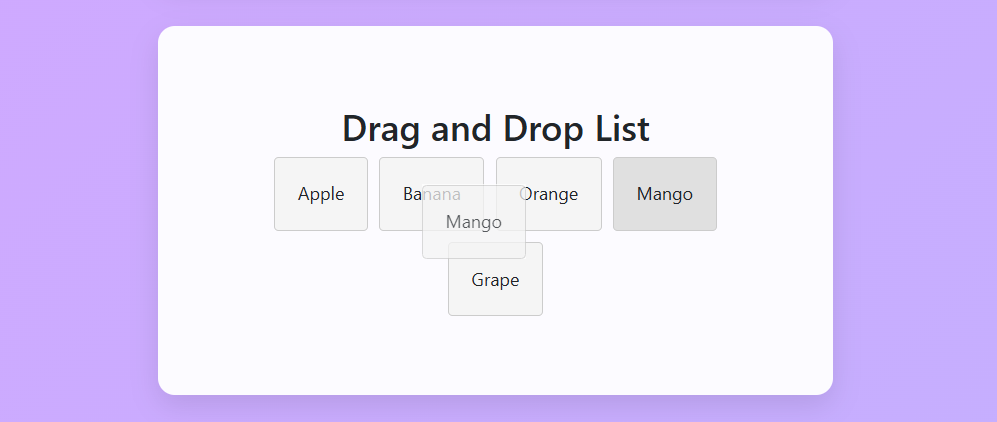 Drag and Drop List
Apple Banana Orange Mango
Mango
Grape